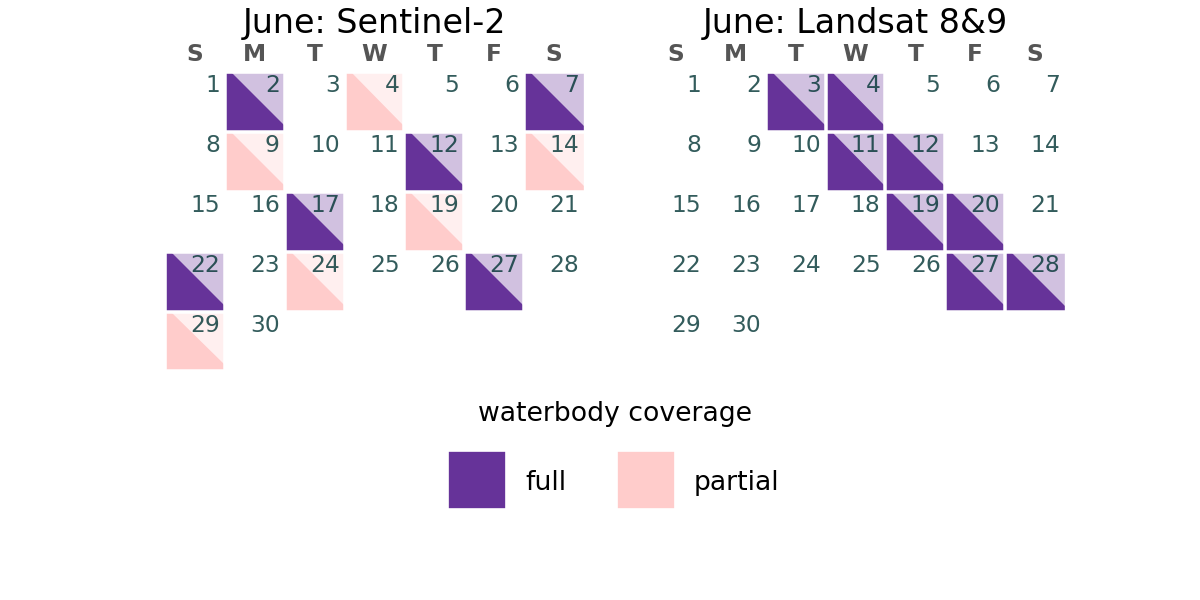 June: Sentinel-2
S M T W T F S
1 2 3 4 5 6 7
8 9 10 11 12 13 14
15 16 17 18 19 20 21
22 23 24 25 26 27 28
29 30
June: Landsat 8&9
S M T W T F S
1 2 3 4 5 6 7
8 9 10 11 12 13 14
15 16 17 18 19 20 21
22 23 24 25 26 27 28
29 30
waterbody coverage
full
partial